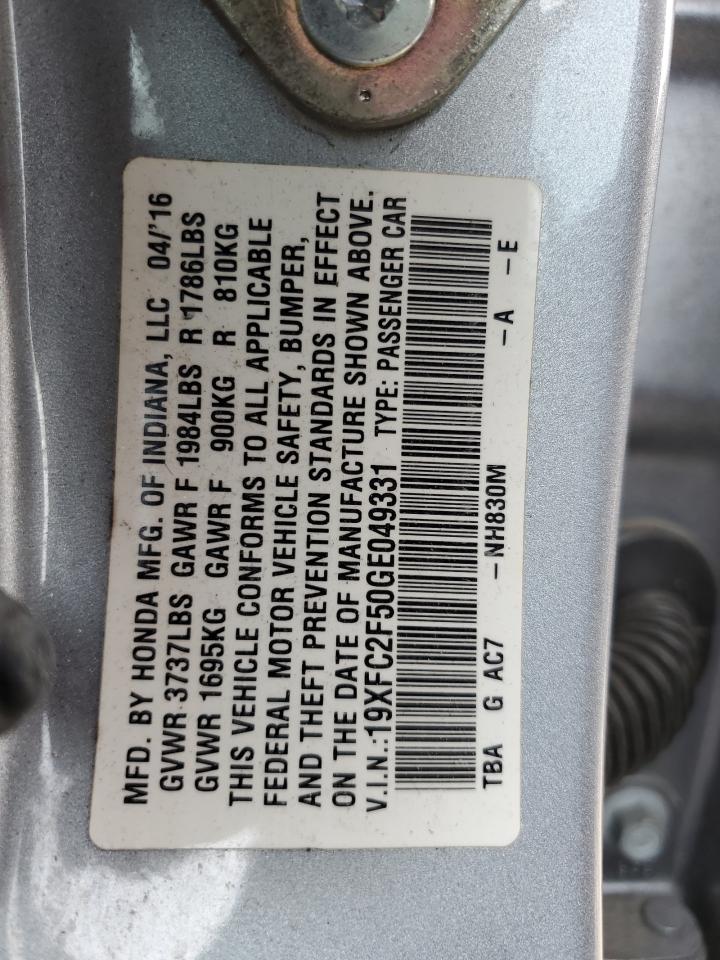 MFD. BY HONDA MFG. OF INDIANA, LLC 04/'16
GVWR 3737LBS GAWR F 1984LBS R 1786LBS
GVWR 1695KG GAWR F 900KG R 810KG
THIS VEHICLE CONFORMS TO ALL APPLICABLE
FEDERAL MOTOR VEHICLE SAFETY, BUMPER,
AND THEFT PREVENTION STANDARDS IN EFFECT
ON THE DATE OF MANUFACTURE SHOWN ABOVE.
V.I.N.:19XFC2F50GE049331 TYPE: PASSENGER CAR
TBA G AC7 -NH830M -A -E